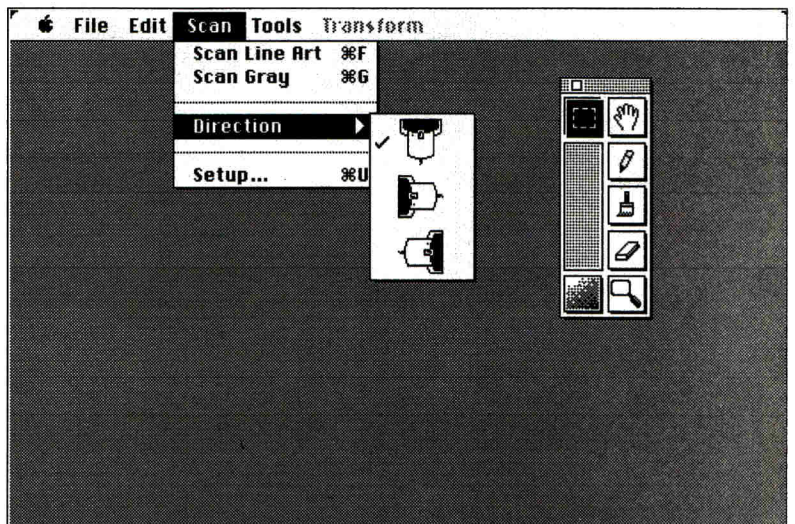 File Edit Scan Tools Transform
Scan Line Art ⌘F
Scan Gray ⌘G
Direction
Setup... ⌘U